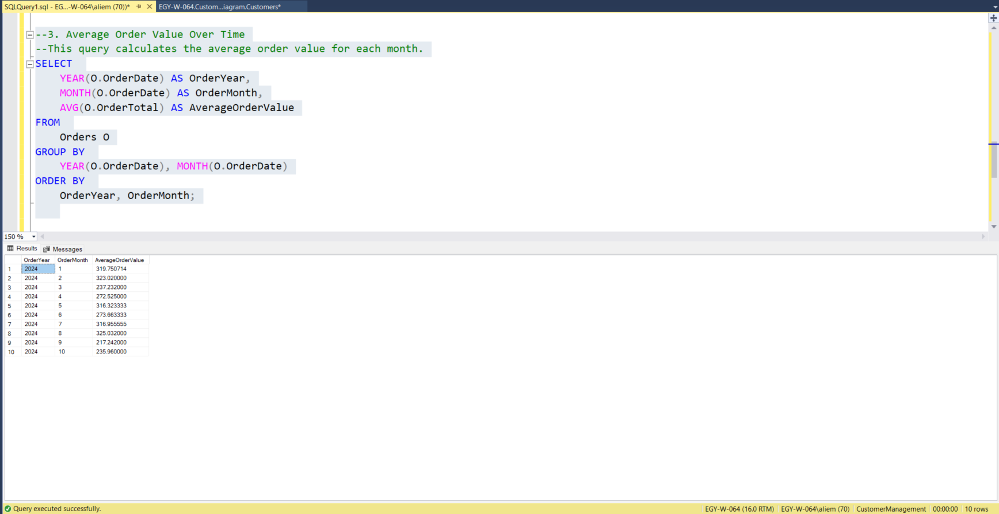 SQLQuery1.sql - EG...-W-064\aliem (70))* EGY-W-064.Custom...iagram.Customers*
--3. Average Order Value Over Time
--This query calculates the average order value for each month.
SELECT
YEAR(O.OrderDate) AS OrderYear,
MONTH(O.OrderDate) AS OrderMonth,
AVG(O.OrderTotal) AS AverageOrderValue
FROM
Orders O
GROUP BY
YEAR(O.OrderDate), MONTH(O.OrderDate)
ORDER BY
OrderYear, OrderMonth;
150 %
Results Messages
OrderYear OrderMonth AverageOrderValue
1 2024 1 319.750714
2 2024 2 323.020000
3 2024 3 237.232000
4 2024 4 272.525000
5 2024 5 316.323333
6 2024 6 273.663333
7 2024 7 316.955555
8 2024 8 325.032000
9 2024 9 217.242000
10 2024 10 235.960000
Query executed successfully. EGY-W-064 (16.0 RTM) EGY-W-064\aliem (70) CustomerManagement 00:00:00 10 rows